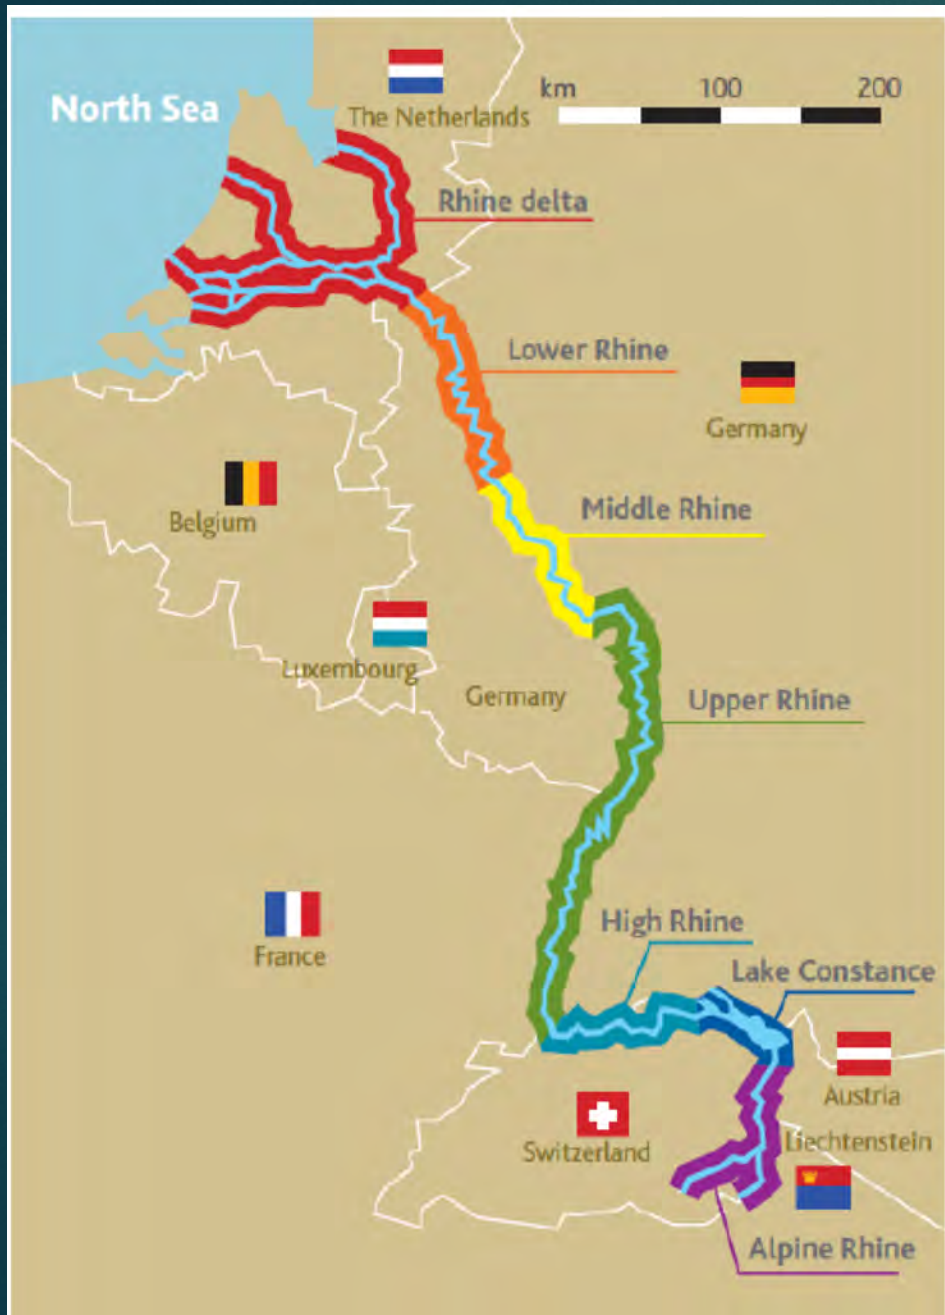 km 100 200
North Sea
The Netherlands
Rhine delta
Lower Rhine
Germany
Belgium
Middle Rhine
Luxembourg
Germany
Upper Rhine
France
High Rhine
Lake Constance
Austria
Switzerland
Liechtenstein
Alpine Rhine